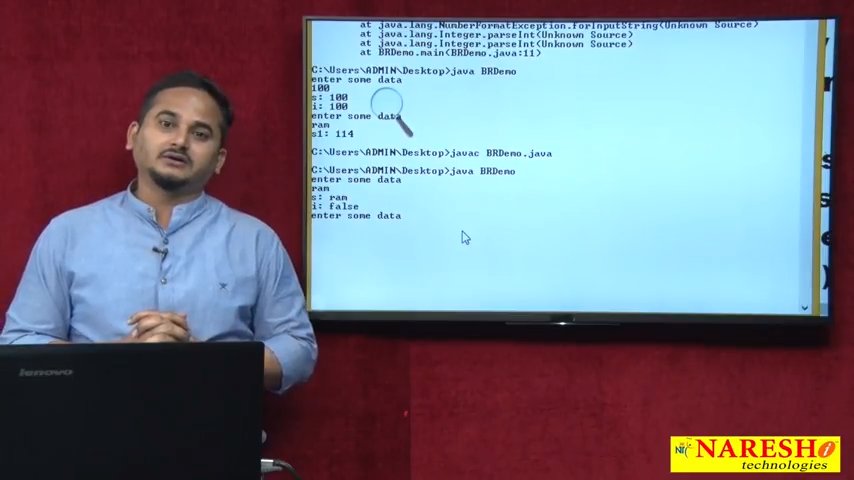 at java.lang.NumberFormatException.forInputString(Unknown Source)
at java.lang.Integer.parseInt(Unknown Source)
at java.lang.Integer.parseInt(Unknown Source)
at BRDemo.main(BRDemo.java:11)
C:\Users\ADMIN\Desktop>java BRDemo
enter some data
100
s: 100
i: 100
enter some data
ram
s1: 114
C:\Users\ADMIN\Desktop>javac BRDemo.java
C:\Users\ADMIN\Desktop>java BRDemo
enter some data
ram
s: ram
i: false
enter some data
lenovo
NARESH i
technologies